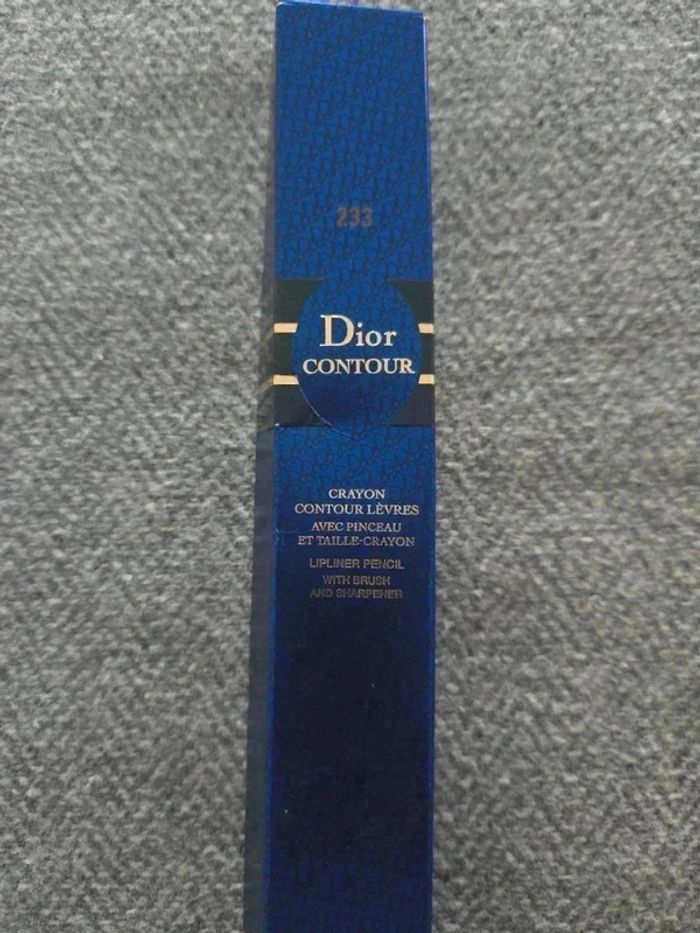 233
Dior
CONTOUR
CRAYON
CONTOUR LÈVRES
AVEC PINCEAU
ET TAILLE-CRAYON
LIPLINER PENCIL
WITH BRUSH
AND SHARPENER